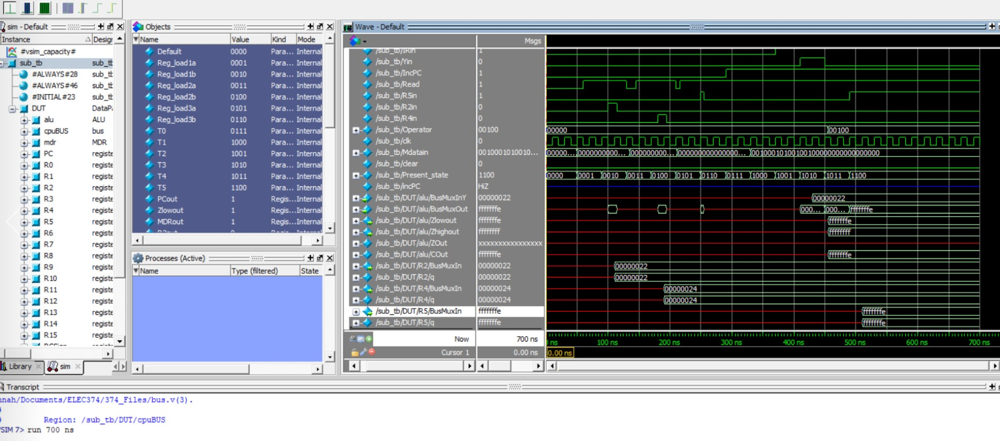 sim - Default
Instance Design
#vsim_capacity#
sub_tb sub_tb
#ALWAYS#28 sub_tb
#ALWAYS#46 sub_tb
#INITIAL#23 sub_tb
DUT DataPa
alu ALU
cpuBUS bus
mdr MDR
PC registe
R0 registe
R1 registe
R2 registe
R3 registe
R4 registe
R5 registe
R6 registe
R7 registe
R8 registe
R9 registe
R10 registe
R11 registe
R12 registe
R13 registe
R14 registe
R15 registe
Library sim
Objects
Name Value Kind Mode
Default 0000 Para... Internal
Reg_load1a 0001 Para... Internal
Reg_load1b 0010 Para... Internal
Reg_load2a 0011 Para... Internal
Reg_load2b 0100 Para... Internal
Reg_load3a 0101 Para... Internal
Reg_load3b 0110 Para... Internal
T0 0111 Para... Internal
T1 1000 Para... Internal
T2 1001 Para... Internal
T3 1010 Para... Internal
T4 1011 Para... Internal
T5 1100 Para... Internal
PCout 1 Regis... Internal
Zlowout 1 Regis... Internal
MDRout 1 Regis... Internal
Processes (Active)
Name Type (filtered) State
Wave - Default
Msgs
/sub_tb/IRin 1
/sub_tb/Yin 0
/sub_tb/IncPC 1
/sub_tb/Read 1
/sub_tb/R5in 1
/sub_tb/R2in 0
/sub_tb/R4in 0
/sub_tb/Operator 00100 00000 00100
/sub_tb/clk 0
/sub_tb/Mdatain 0010001010010... 00000... 0000000000... 000000000... 00000000000000... 00100010100100100000000000000000
/sub_tb/clear 0
/sub_tb/Present_state 1100 0000 0001 0010 0011 0100 0101 0110 0111 1000 1001 1010 1011 1100
/sub_tb/incPC HiZ
/sub_tb/DUT/alu/BusMuxInY 00000022 00000022
/sub_tb/DUT/alu/BusMuxOut fffffffe 000... 000... fffffffe
/sub_tb/DUT/alu/Zlowout fffffffe fffffffe
/sub_tb/DUT/alu/Zhighout ffffffff ffffffff
/sub_tb/DUT/alu/ZOut xxxxxxxxxxxxxxxx
/sub_tb/DUT/alu/COut fffffffe fffffffe
/sub_tb/DUT/R2/BusMuxIn 00000022 00000022
/sub_tb/DUT/R2/q 00000022 00000022
/sub_tb/DUT/R4/BusMuxIn 00000024 00000024
/sub_tb/DUT/R4/q 00000024 00000024
/sub_tb/DUT/R5/BusMuxIn fffffffe fffffffe
/sub_tb/DUT/R5/q fffffffe fffffffe
Now 700 ns ns 100 ns 200 ns 300 ns 400 ns 500 ns 600 ns 700 ns
Cursor 1 0.00 ns 0.00 ns
Transcript
nnah/Documents/ELEC374/374_Files/bus.v(3).
Region: /sub_tb/DUT/cpuBUS
VSIM 7> run 700 ns